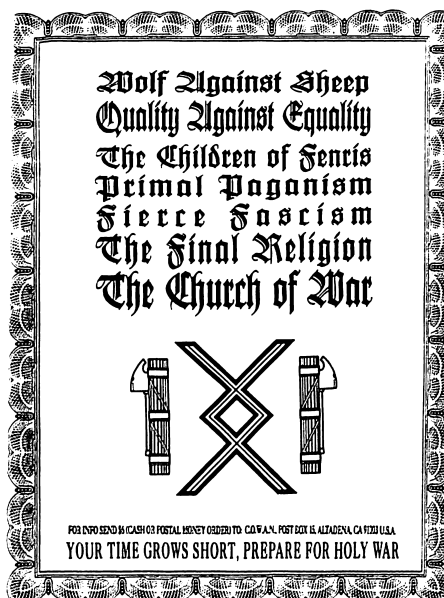 Wolf Against Sheep
Quality Against Equality
The Children of Fenris
Primal Paganism
Fierce Fascism
The Final Religion
The Church of War
FOR INFO SEND $6 (CASH OR POSTAL MONEY ORDER) TO: C.O.W.A.N. POST BOX ALTADENA, CA U.S.A.
YOUR TIME GROWS SHORT, PREPARE FOR HOLY WAR